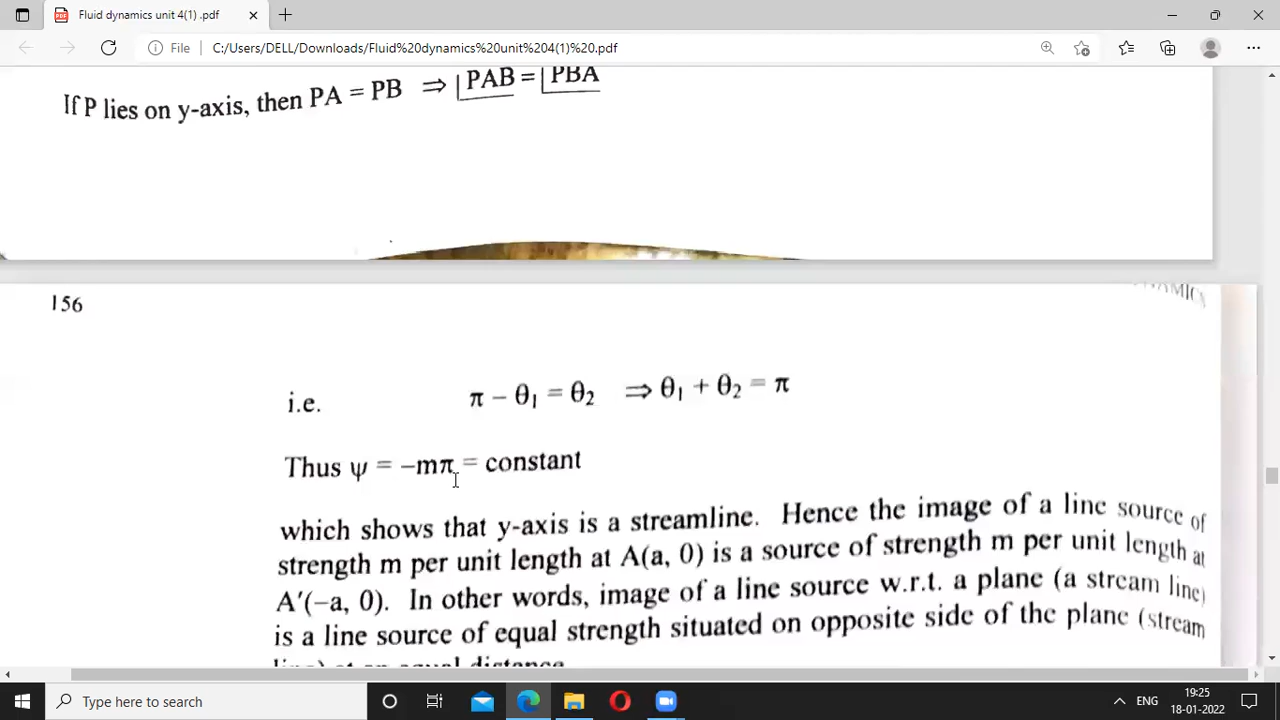 Fluid dynamics unit 4(1) .pdf
File C:/Users/DELL/Downloads/Fluid%20dynamics%20unit%204(1)%20.pdf
If P lies on y-axis, then PA = PB ⇒ ∠PAB = ∠PBA
156
i.e. π − θ₁ = θ₂ ⇒ θ₁ + θ₂ = π
Thus ψ = −mπ = constant
which shows that y-axis is a streamline. Hence the image of a line source of
strength m per unit length at A(a, 0) is a source of strength m per unit length at
A′(−a, 0). In other words, image of a line source w.r.t. a plane (a stream line)
is a line source of equal strength situated on opposite side of the plane (stream
line) at an equal distance
Type here to search
ENG
19:25
18-01-2022